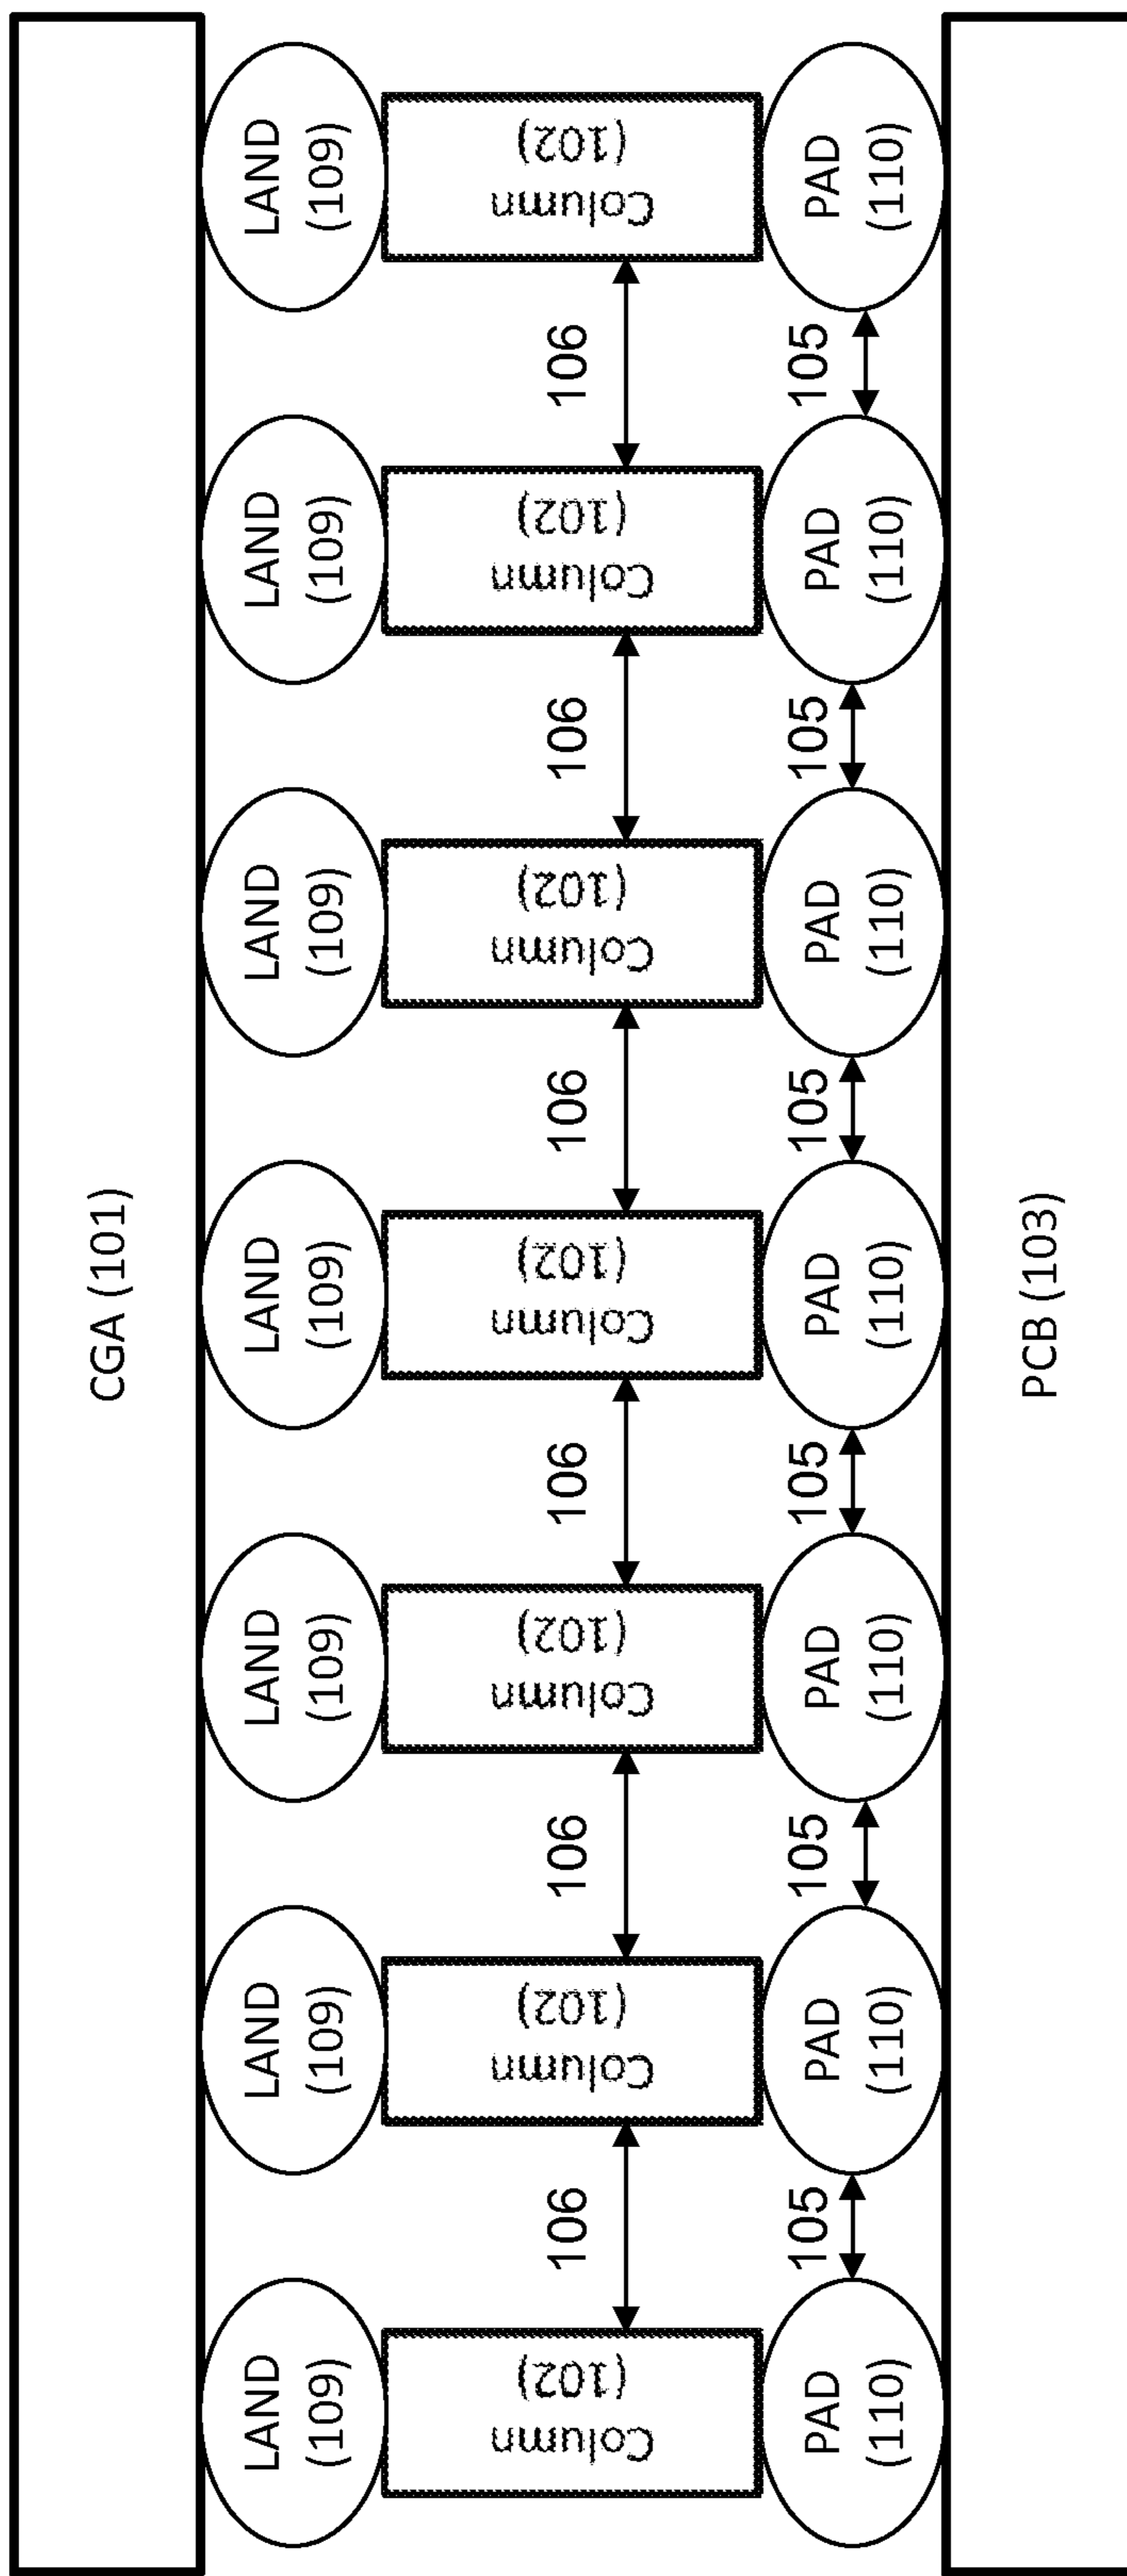 CGA (101)
LAND
(109)
LAND
(109)
LAND
(109)
LAND
(109)
LAND
(109)
LAND
(109)
LAND
(109)
Column
(102)
Column
(102)
Column
(102)
Column
(102)
Column
(102)
Column
(102)
Column
(102)
106
106
106
106
106
106
105
105
105
105
105
105
PAD
(110)
PAD
(110)
PAD
(110)
PAD
(110)
PAD
(110)
PAD
(110)
PAD
(110)
PCB (103)